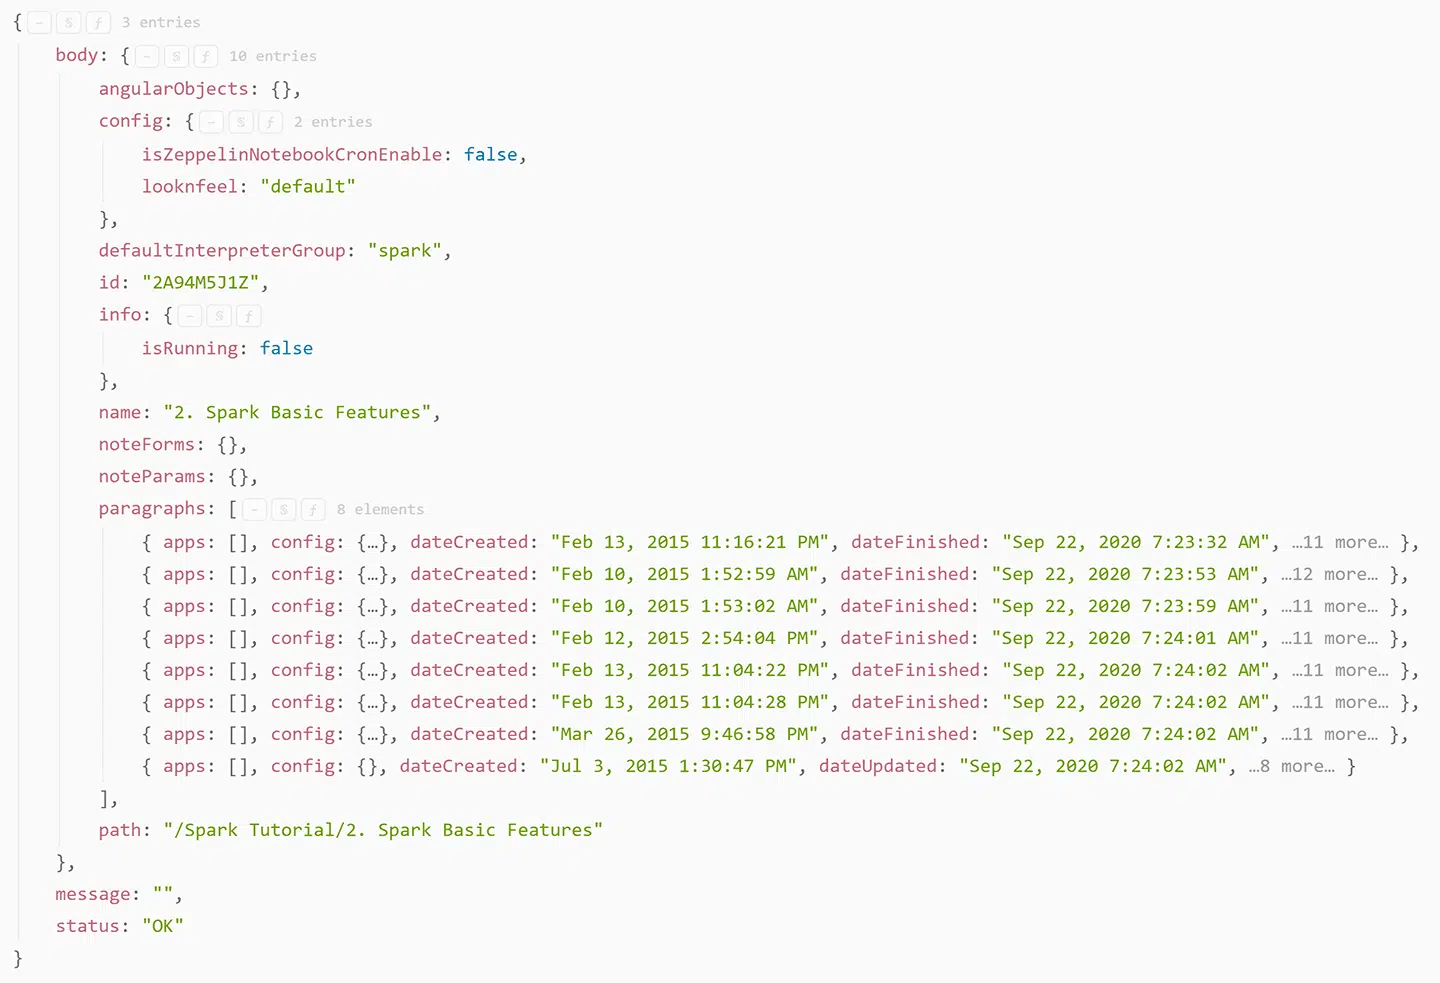 { - § ƒ 3 entries
body: { - § ƒ 10 entries
angularObjects: {},
config: { - § ƒ 2 entries
isZeppelinNotebookCronEnable: false,
looknfeel: "default"
},
defaultInterpreterGroup: "spark",
id: "2A94M5J1Z",
info: { - § ƒ
isRunning: false
},
name: "2. Spark Basic Features",
noteForms: {},
noteParams: {},
paragraphs: [ - § ƒ 8 elements
{ apps: [], config: {…}, dateCreated: "Feb 13, 2015 11:16:21 PM", dateFinished: "Sep 22, 2020 7:23:32 AM", …11 more… },
{ apps: [], config: {…}, dateCreated: "Feb 10, 2015 1:52:59 AM", dateFinished: "Sep 22, 2020 7:23:53 AM", …12 more… },
{ apps: [], config: {…}, dateCreated: "Feb 10, 2015 1:53:02 AM", dateFinished: "Sep 22, 2020 7:23:59 AM", …11 more… },
{ apps: [], config: {…}, dateCreated: "Feb 12, 2015 2:54:04 PM", dateFinished: "Sep 22, 2020 7:24:01 AM", …11 more… },
{ apps: [], config: {…}, dateCreated: "Feb 13, 2015 11:04:22 PM", dateFinished: "Sep 22, 2020 7:24:02 AM", …11 more… },
{ apps: [], config: {…}, dateCreated: "Feb 13, 2015 11:04:28 PM", dateFinished: "Sep 22, 2020 7:24:02 AM", …11 more… },
{ apps: [], config: {…}, dateCreated: "Mar 26, 2015 9:46:58 PM", dateFinished: "Sep 22, 2020 7:24:02 AM", …11 more… },
{ apps: [], config: {}, dateCreated: "Jul 3, 2015 1:30:47 PM", dateUpdated: "Sep 22, 2020 7:24:02 AM", …8 more… }
],
path: "/Spark Tutorial/2. Spark Basic Features"
},
message: "",
status: "OK"
}